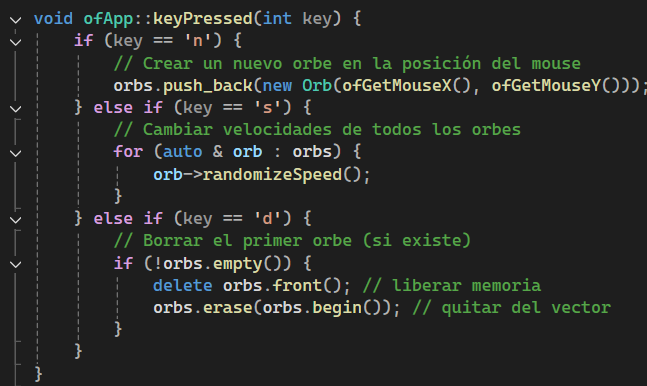 void ofApp::keyPressed(int key) {
    if (key == 'n') {
        // Crear un nuevo orbe en la posición del mouse
        orbs.push_back(new Orb(ofGetMouseX(), ofGetMouseY()));
    } else if (key == 's') {
        // Cambiar velocidades de todos los orbes
        for (auto & orb : orbs) {
            orb->randomizeSpeed();
        }
    } else if (key == 'd') {
        // Borrar el primer orbe (si existe)
        if (!orbs.empty()) {
            delete orbs.front(); // liberar memoria
            orbs.erase(orbs.begin()); // quitar del vector
        }
    }
}